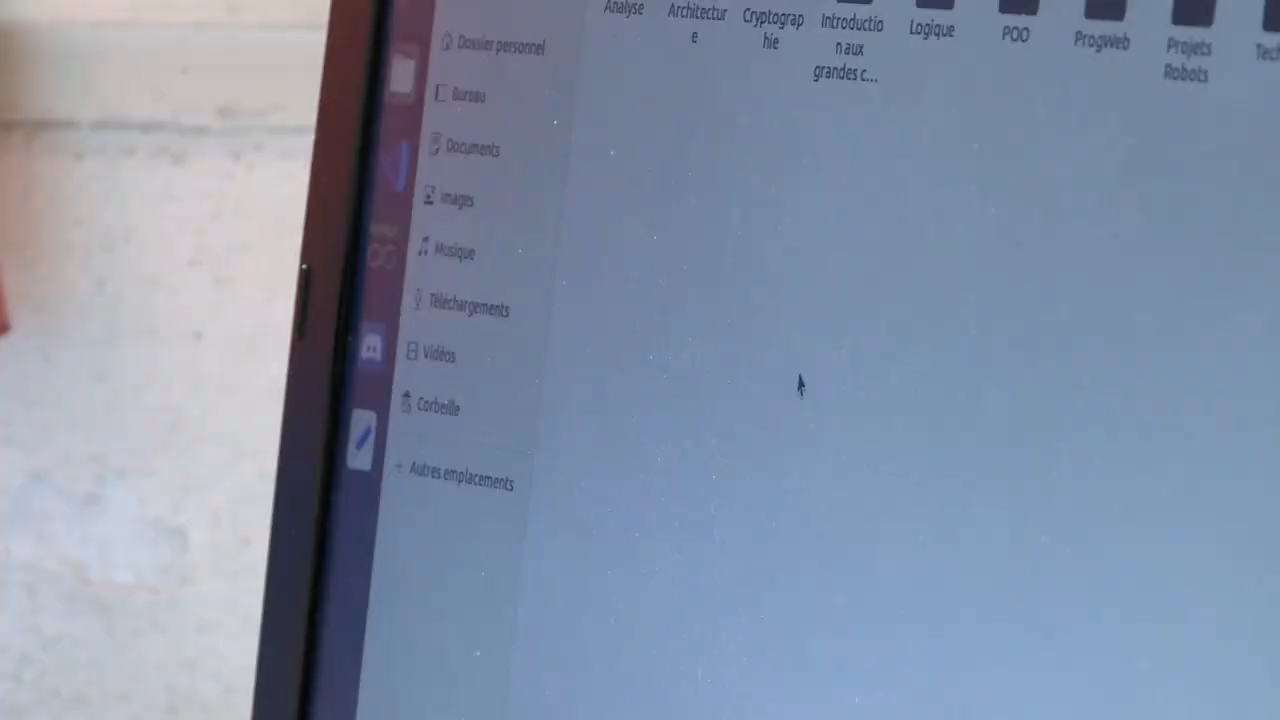 Analyse
Architectur
e
Cryptograp
hie
Introductio
n aux
grandes c...
Logique
POO
ProgWeb
Projets
Robots
Dossier personnel
Bureau
Documents
Images
Musique
Téléchargements
Vidéos
Corbeille
+ Autres emplacements